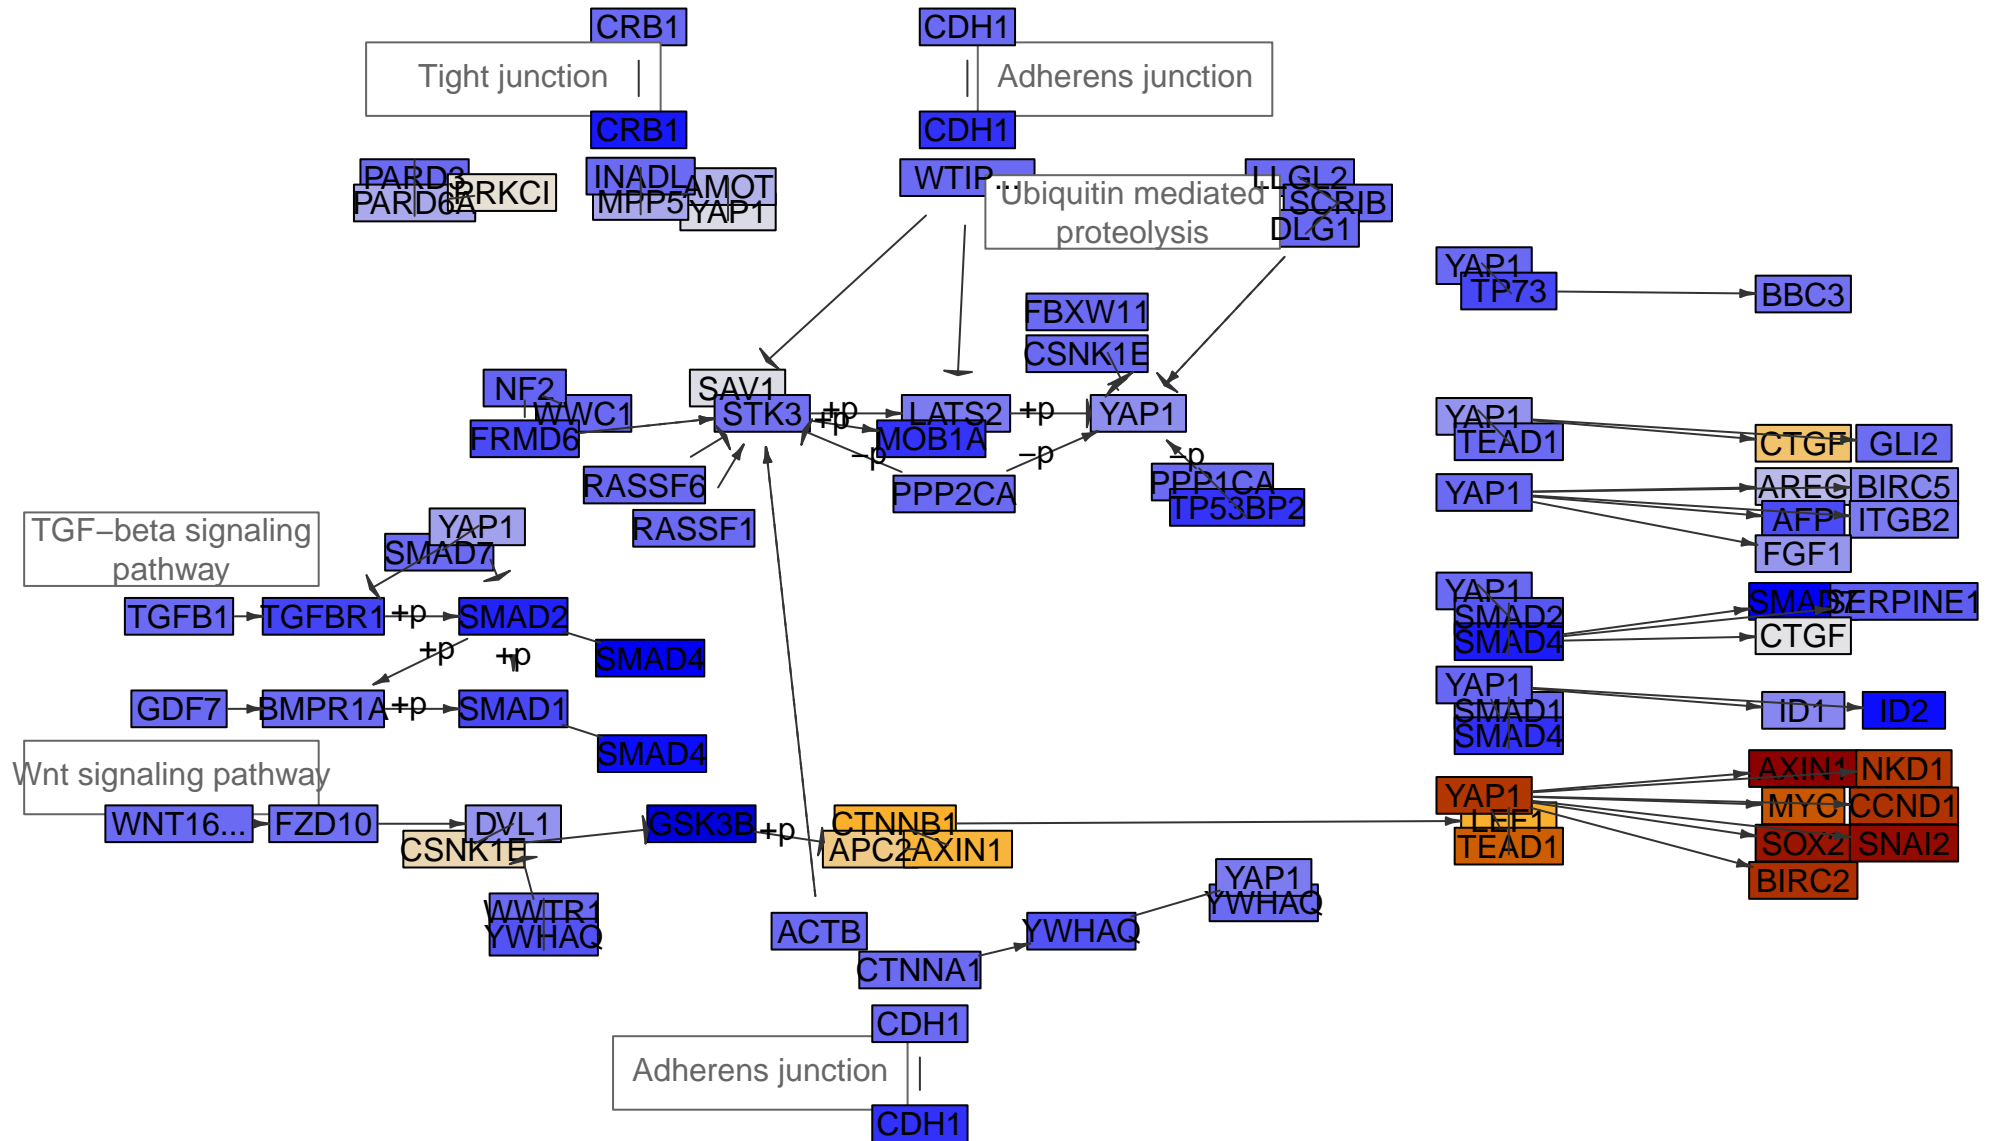 CRB1
CDH1
Tight junction
Adherens junction
CRB1
CDH1
PARD3
PARD6A
PRKCI
INADL
MPP5
AMOT
YAP1
WTIP...
LLGL2
SCRIB
DLG1
Ubiquitin mediated
proteolysis
YAP1
TP73
BBC3
FBXW11
CSNK1E
NF2
WWC1
FRMD6
SAV1
STK3
+p
+p
LATS2
MOB1A
+p
YAP1
−p
−p
−p
RASSF6
RASSF1
PPP2CA
PPP1CA
TP53BP2
YAP1
TEAD1
CTGF
GLI2
YAP1
AREG
BIRC5
AFP
ITGB2
FGF1
TGF−beta signaling
pathway
YAP1
SMAD7
TGFB1
TGFBR1
+p
SMAD2
+p
+p
SMAD4
YAP1
SMAD2
SMAD4
SMAD7
SERPINE1
CTGF
GDF7
BMPR1A
+p
SMAD1
SMAD4
YAP1
SMAD1
SMAD4
ID1
ID2
Wnt signaling pathway
WNT16...
FZD10
DVL1
CSNK1E
GSK3B
+p
CTNNB1
APC2
AXIN1
YAP1
LEF1
TEAD1
AXIN1
NKD1
MYC
CCND1
SOX2
SNAI2
BIRC2
WWTR1
YWHAQ
ACTB
CTNNA1
YWHAQ
YAP1
YWHAQ
CDH1
Adherens junction
CDH1